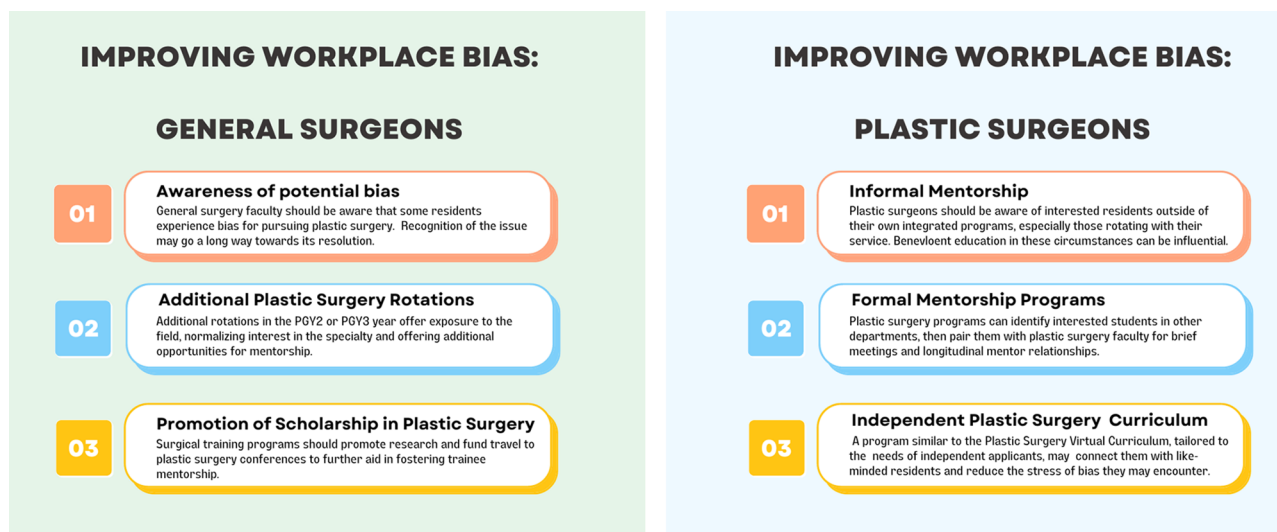 IMPROVING WORKPLACE BIAS:
GENERAL SURGEONS
01
Awareness of potential bias
General surgery faculty should be aware that some residents
experience bias for pursuing plastic surgery. Recognition of the issue
may go a long way towards its resolution.
02
Additional Plastic Surgery Rotations
Additional rotations in the PGY2 or PGY3 year offer exposure to the
field, normalizing interest in the specialty and offering additional
opportunities for mentorship.
03
Promotion of Scholarship in Plastic Surgery
Surgical training programs should promote research and fund travel to
plastic surgery conferences to further aid in fostering trainee
mentorship.
IMPROVING WORKPLACE BIAS:
PLASTIC SURGEONS
01
Informal Mentorship
Plastic surgeons should be aware of interested residents outside of
their own integrated programs, especially those rotating with their
service. Benevloent education in these circumstances can be influential.
02
Formal Mentorship Programs
Plastic surgery programs can identify interested students in other
departments, then pair them with plastic surgery faculty for brief
meetings and longitudinal mentor relationships.
03
Independent Plastic Surgery Curriculum
A program similar to the Plastic Surgery Virtual Curriculum, tailored to
the needs of independent applicants, may connect them with like-
minded residents and reduce the stress of bias they may encounter.